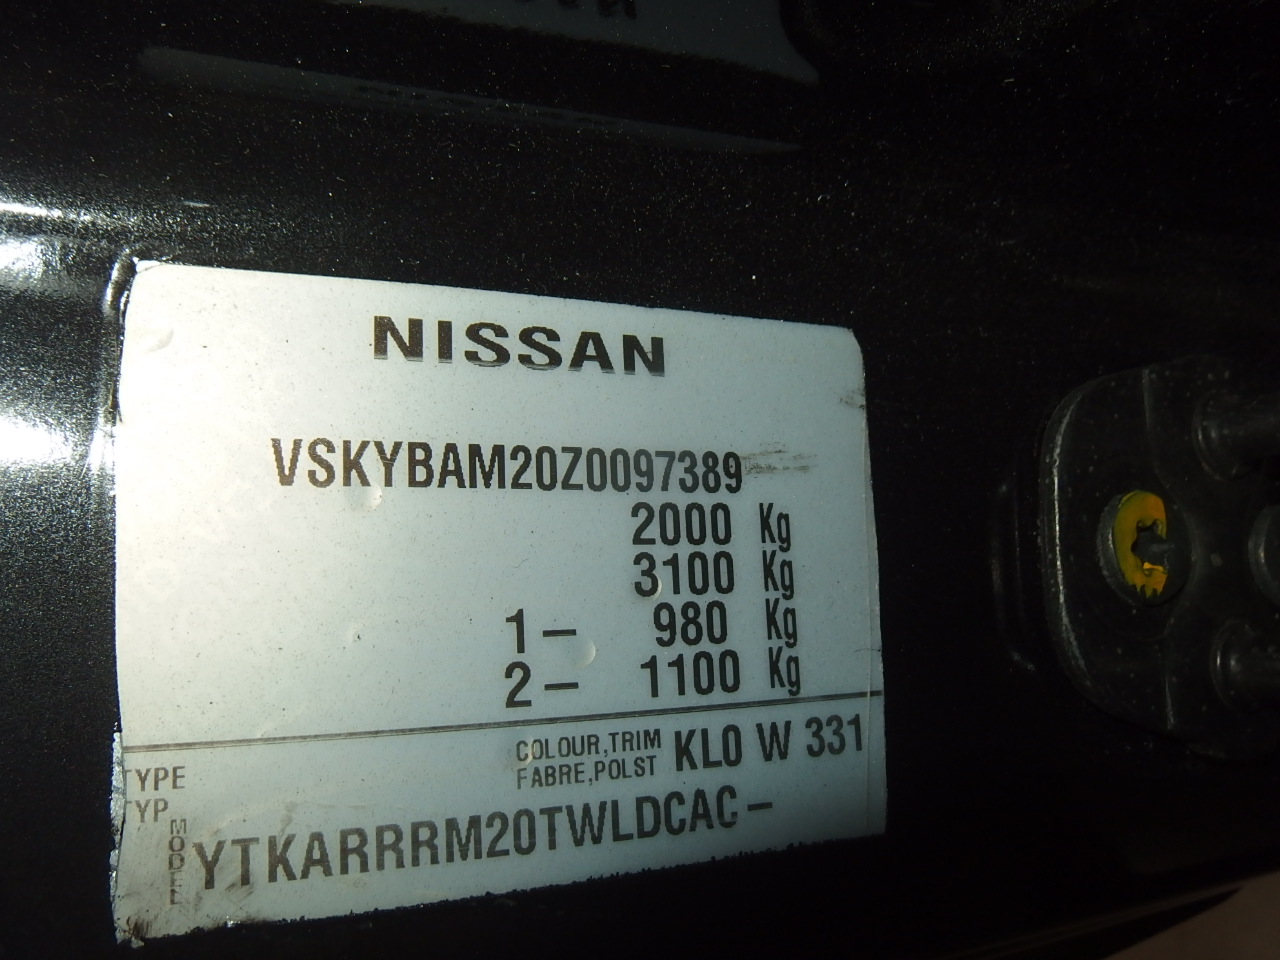 NISSAN
VSKYBAM20Z0097389
2000 Kg
3100 Kg
1– 980 Kg
2– 1100 Kg
TYPE
TYP
COLOUR,TRIM
FABRE,POLST
KL0 W 331
MODEL
YTKARRRM20TWLDCAC–